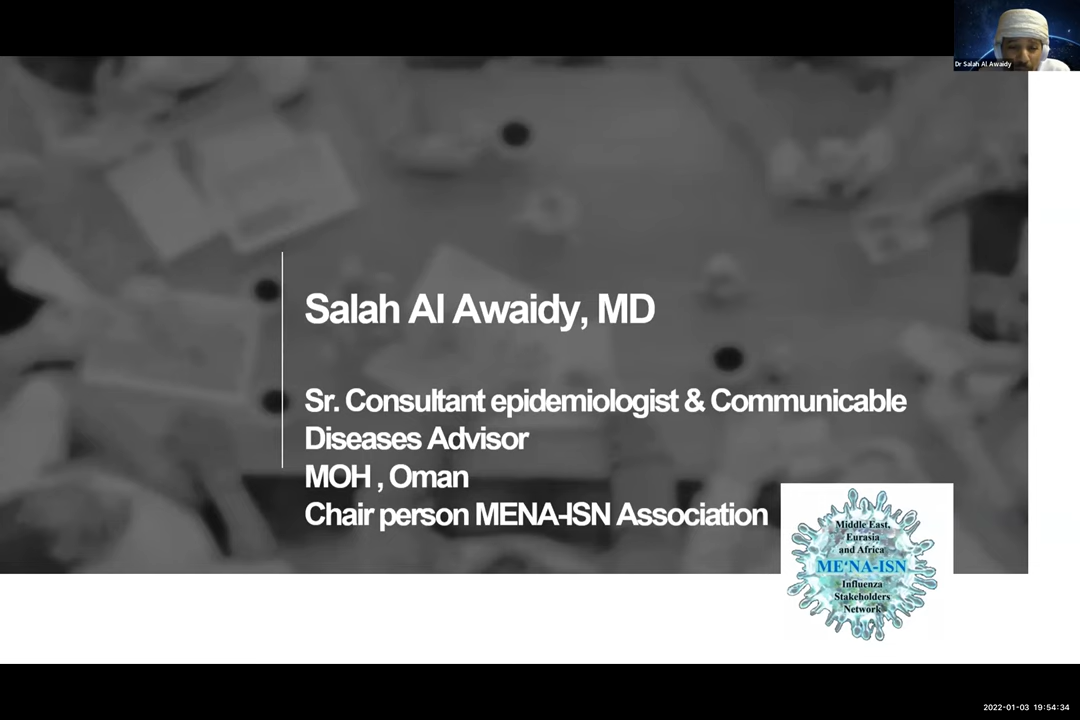 Dr Salah Al Awaidy
Salah Al Awaidy, MD
Sr. Consultant epidemiologist & Communicable
Diseases Advisor
MOH , Oman
Chair person MENA-ISN Association
Middle East,
Eurasia
and Africa
ME'NA-ISN
Influenza
Stakeholders
Network
2022-01-03 19:54:34